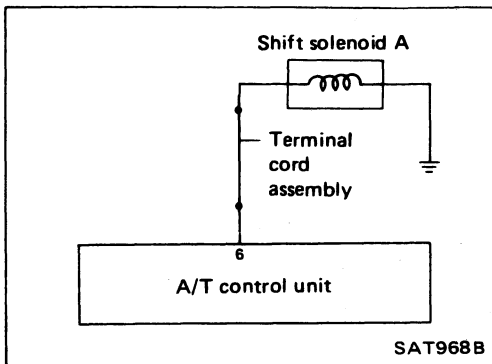 Shift solenoid A
Terminal
cord
assembly
6
A/T control unit
SAT968B